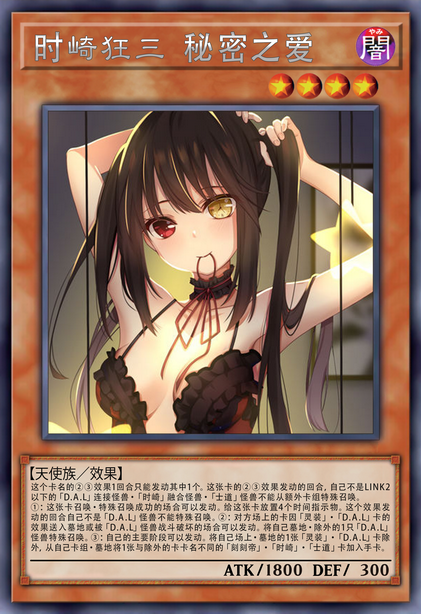 时崎狂三 秘密之爱
やみ
闇
【天使族／效果】
这个卡名的②③效果1回合只能发动其中1个。这张卡的②③效果发动的回合，自己不是LINK2
以下的「D.A.L」连接怪兽·「时崎」融合怪兽·「士道」怪兽不能从额外卡组特殊召唤。
①：这张卡召唤·特殊召唤成功的场合可以发动。给这张卡放置4个时间指示物。这个效果发
动的回合自己不是「D.A.L」怪兽不能特殊召唤。②：对方场上的卡因「灵装」·「D.A.L」卡的
效果送入墓地或被「D.A.L」怪兽战斗破坏的场合可以发动。将自己墓地·除外的1只「D.A.L」
怪兽特殊召唤。③：自己的主要阶段可以发动。将自己场上·墓地的1张「灵装」·「D.A.L」卡除
外，从自己卡组·墓地将1张与除外的卡卡名不同的「刻刻帝」·「时崎」·「士道」卡加入手卡。
ATK/1800 DEF/ 300